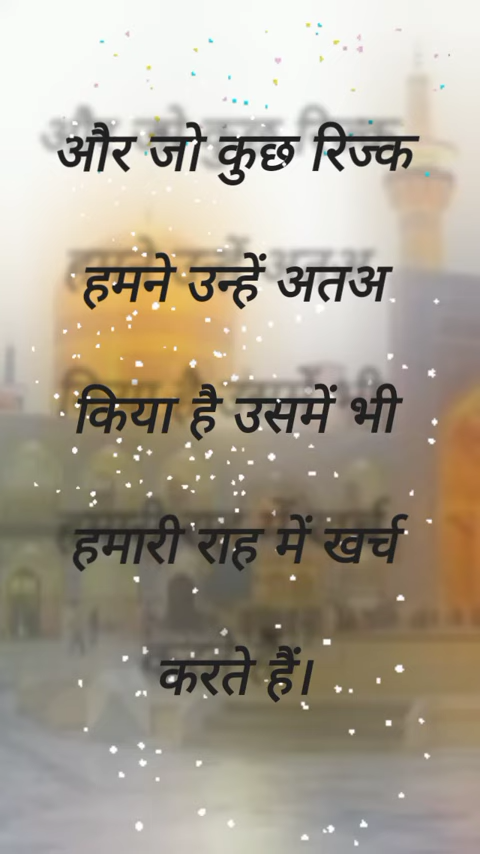 और जो कुछ रिज्क
हमने उन्हें अतअ
किया है उसमें भी
हमारी राह में खर्च
करते हैं।